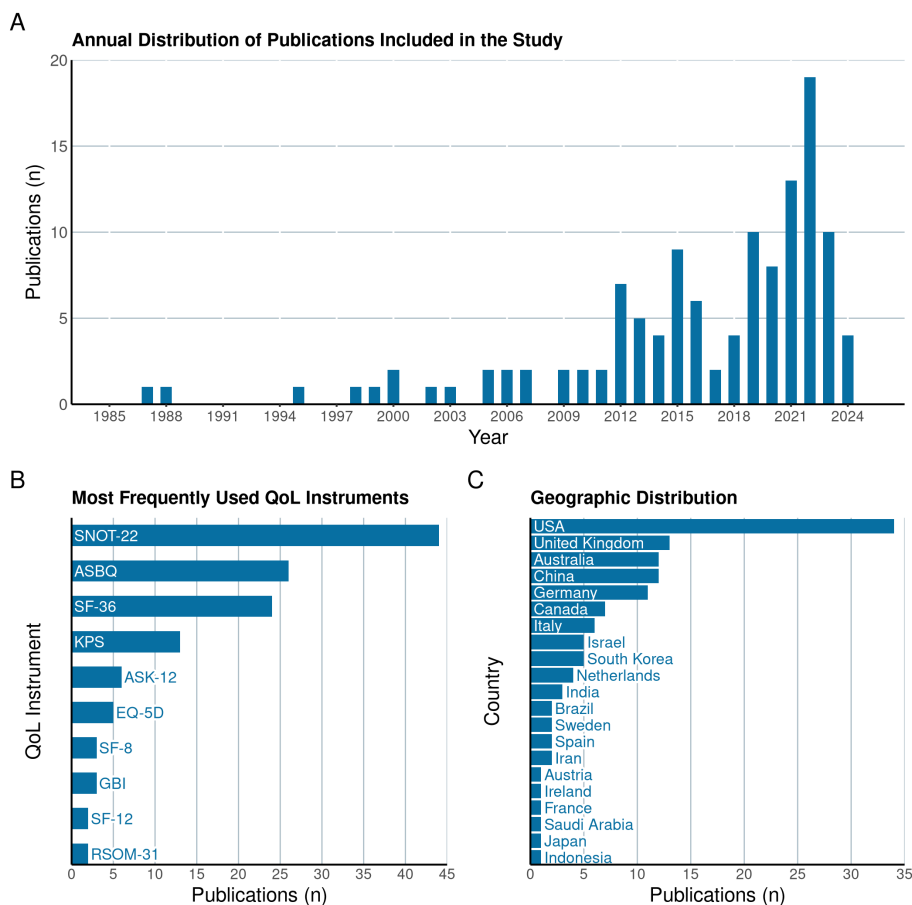 A
Annual Distribution of Publications Included in the Study
Publications (n)
20
15
10
5
0
1985 1988 1991 1994 1997 2000 2003 2006 2009 2012 2015 2018 2021 2024
Year
B
Most Frequently Used QoL Instruments
QoL Instrument
SNOT-22
ASBQ
SF-36
KPS
ASK-12
EQ-5D
SF-8
GBI
SF-12
RSOM-31
0 5 10 15 20 25 30 35 40 45
Publications (n)
C
Geographic Distribution
Country
USA
United Kingdom
Australia
China
Germany
Canada
Italy
Israel
South Korea
Netherlands
India
Brazil
Sweden
Spain
Iran
Austria
Ireland
France
Saudi Arabia
Japan
Indonesia
0 5 10 15 20 25 30 35
Publications (n)